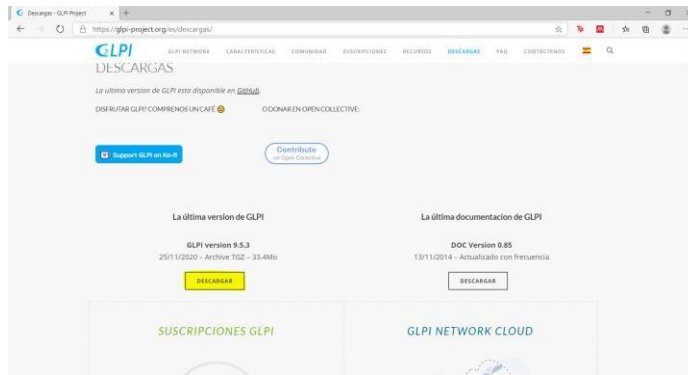 Descargas - GLPI Project
https://glpi-project.org/es/descargas/
GLPI
GLPI NETWORK CARACTERÍSTICAS COMUNIDAD SUSCRIPCIONES RECURSOS DESCARGAS FAQ CONTÁCTENOS
DESCARGAS
La ultima version de GLPI esta disponible en GitHub.
DISFRUTAR GLPI? COMPRENOS UN CAFÉ 😊 O DONAR EN OPEN COLLECTIVE:
Support GLPI on Ko-fi
Contribute
on Open Collective
La última version de GLPI
La última documentacion de GLPI
GLPI version 9.5.3
DOC Version 0.85
25/11/2020 – Archive TGZ – 33.4Mo
13/11/2014 – Actualizado con frecuencia
DESCARGAR
DESCARGAR
SUSCRIPCIONES GLPI
GLPI NETWORK CLOUD